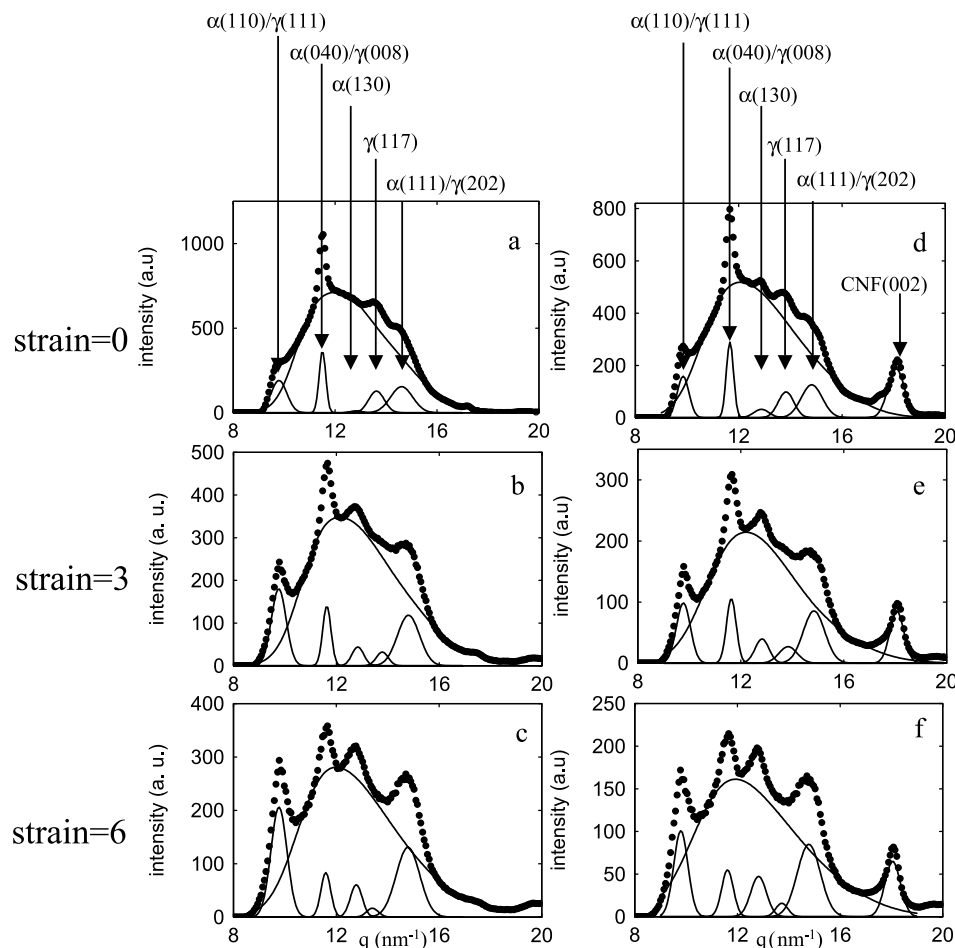 α(110)/γ(111)
α(040)/γ(008)
α(130)
γ(117)
α(111)/γ(202)
α(110)/γ(111)
α(040)/γ(008)
α(130)
γ(117)
α(111)/γ(202)
CNF(002)
strain=0
intensity (a.u)
1000
500
0
a
8 12 16 20
intensity (a.u)
800
600
400
200
0
d
8 12 16 20
strain=3
intensity (a. u.)
500
400
300
200
100
0
b
8 12 16 20
intensity (a.u)
300
200
100
0
e
8 12 16 20
strain=6
intensity (a. u.)
400
300
200
100
0
c
8 12 16 20
q (nm⁻¹)
intensity (a.u)
250
200
150
100
50
0
f
8 12 16 20
q (nm⁻¹)